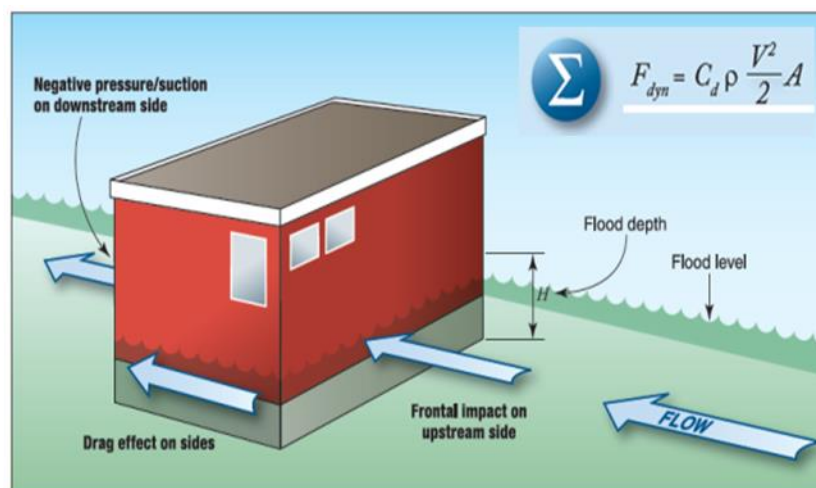 Negative pressure/suction
on downstream side
Σ
F_dyn = C_d ρ V²/2 A
Flood depth
Flood level
H
Frontal impact on
upstream side
Drag effect on sides
FLOW